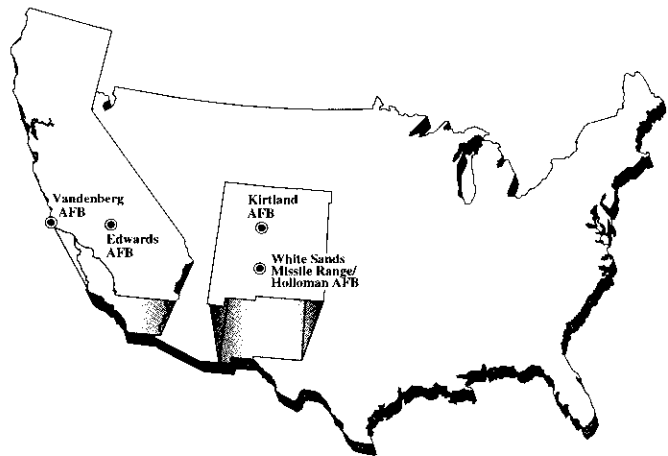 Vandenberg
AFB
Edwards
AFB
Kirtland
AFB
White Sands
Missile Range/
Holloman AFB